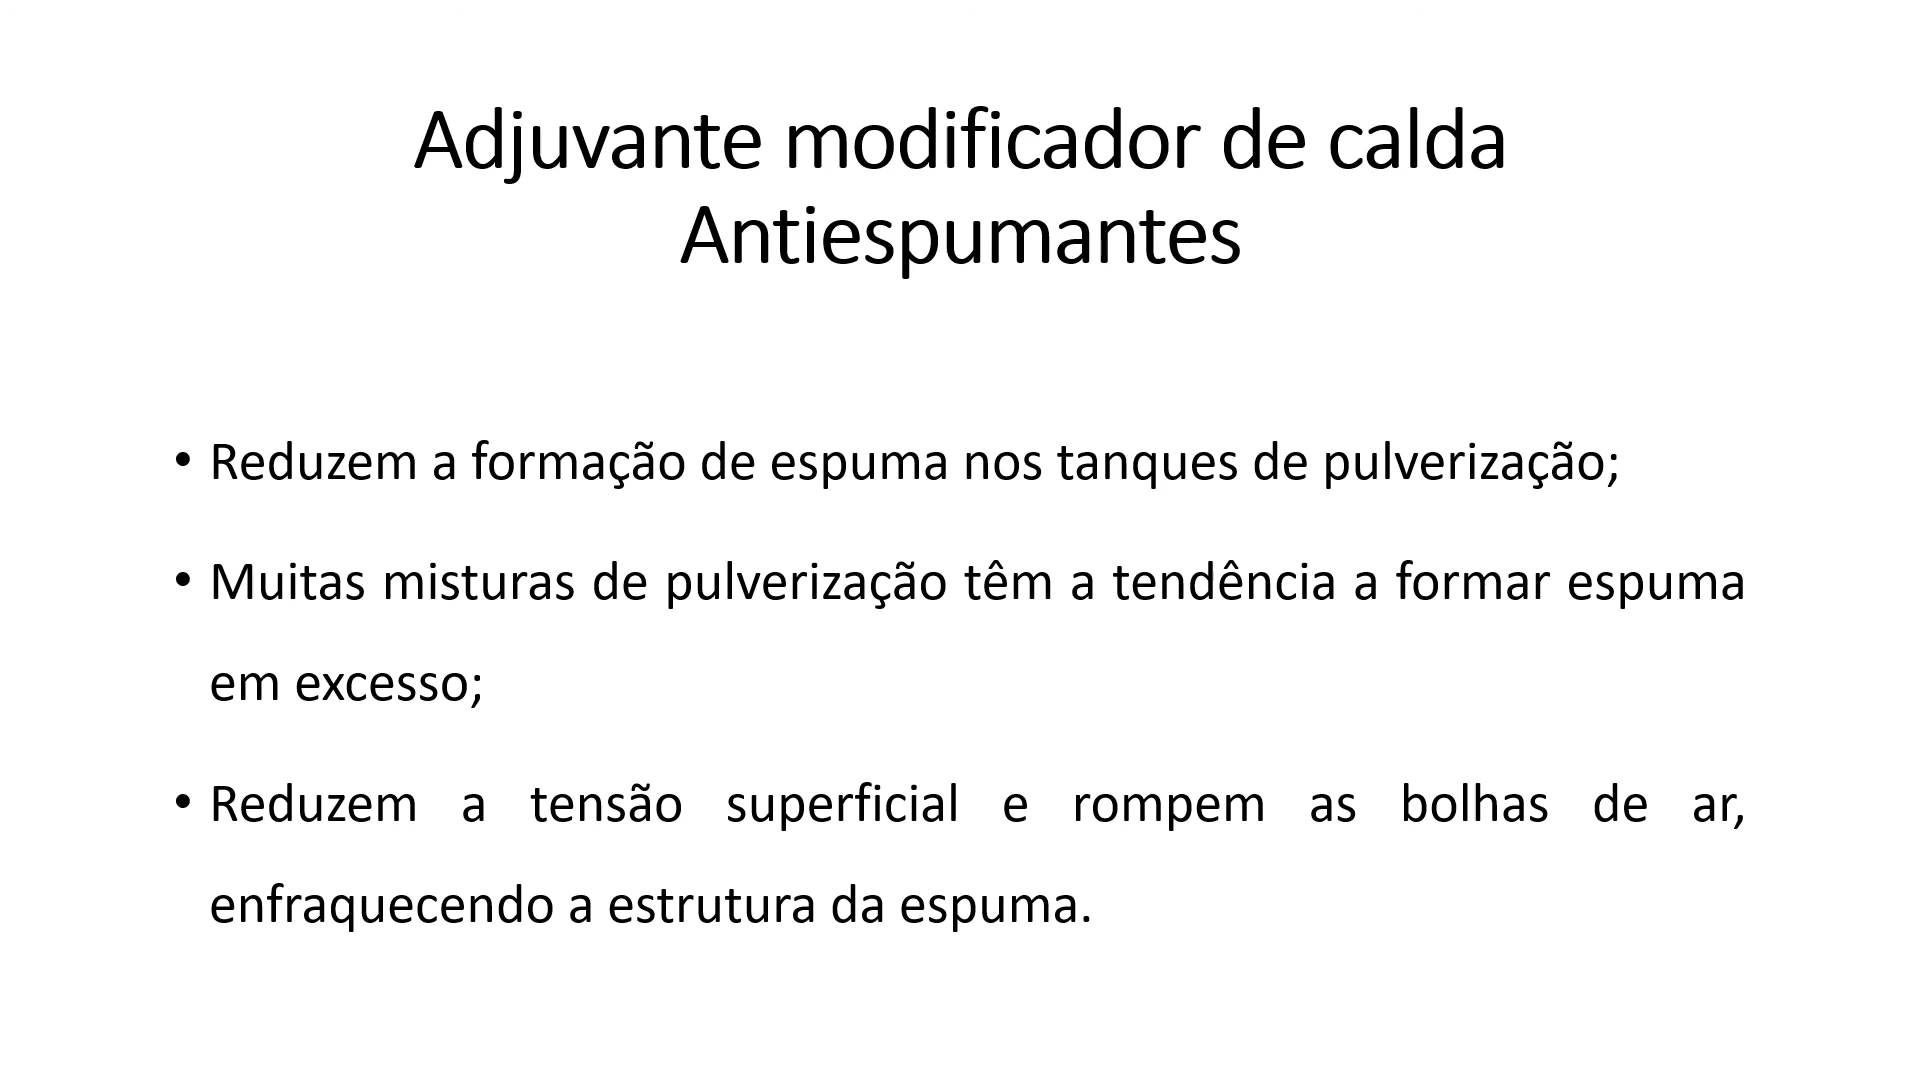 Adjuvante modificador de calda
Antiespumantes
• Reduzem a formação de espuma nos tanques de pulverização;
• Muitas misturas de pulverização têm a tendência a formar espuma
em excesso;
• Reduzem a tensão superficial e rompem as bolhas de ar,
enfraquecendo a estrutura da espuma.